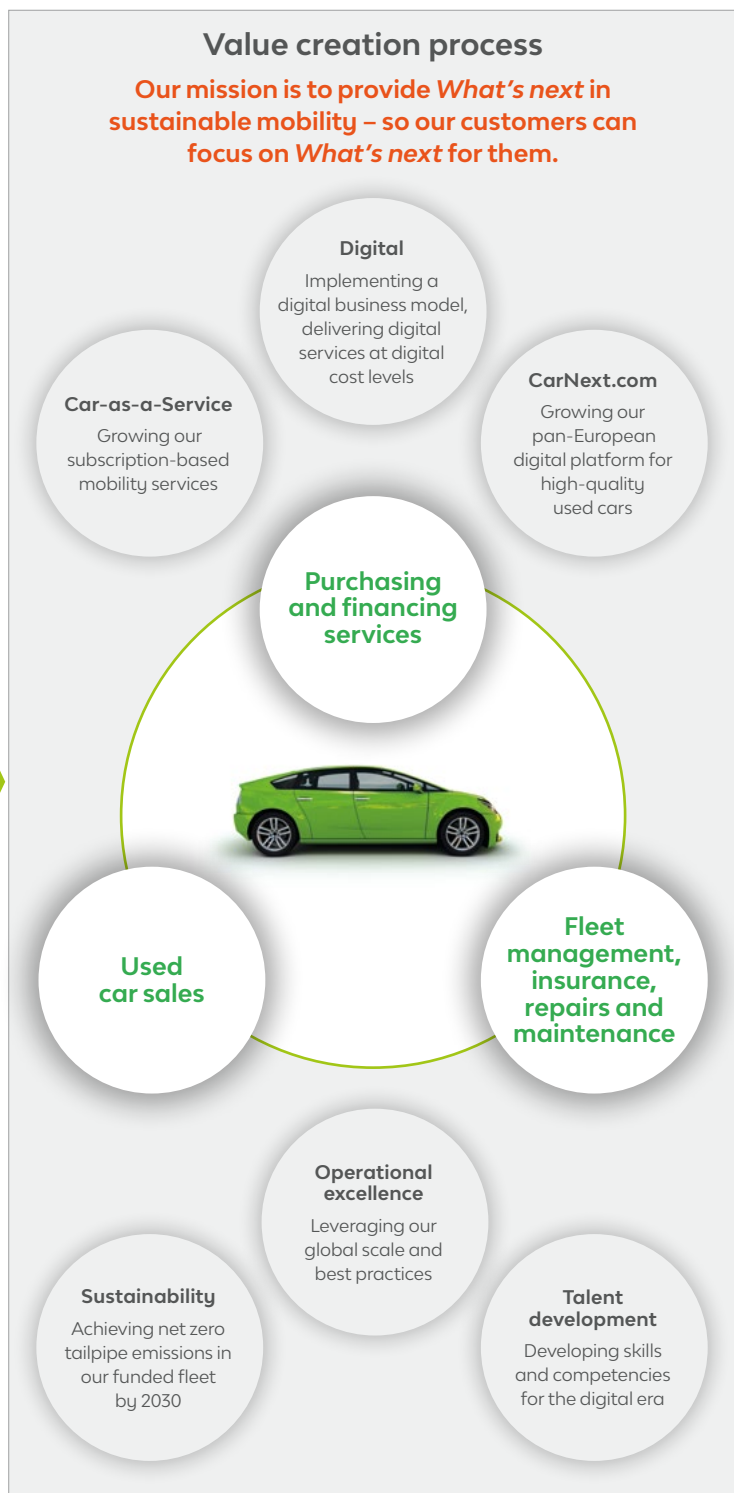 Value creation process
Our mission is to provide What's next in
sustainable mobility – so our customers can
focus on What's next for them.
Digital
Implementing a
digital business model,
delivering digital
services at digital
cost levels
Car-as-a-Service
Growing our
subscription-based
mobility services
CarNext.com
Growing our
pan-European
digital platform for
high-quality
used cars
Purchasing
and financing
services
Used
car sales
Fleet
management,
insurance,
repairs and
maintenance
Operational
excellence
Leveraging our
global scale and
best practices
Sustainability
Achieving net zero
tailpipe emissions in
our funded fleet
by 2030
Talent
development
Developing skills
and competencies
for the digital era